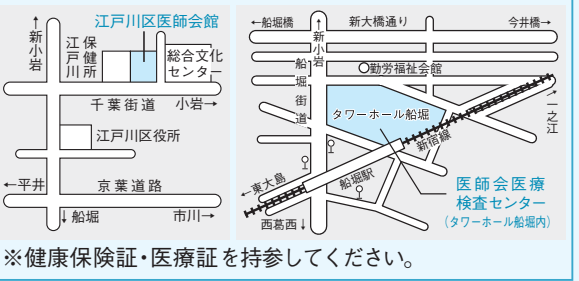 江戸川区医師会館
↑新小岩
江戸川
保健所
総合文化
センター
千葉街道
小岩→
江戸川区役所
←平井
京葉道路
↓船堀
市川→
←船堀橋
新大橋通り
今井橋→
↑新小岩
船堀街道
勤労福祉会館
タワーホール船堀
→一之江
新宿線
船堀駅
←東大島
西葛西↓
医師会医療
検査センター
(タワーホール船堀内)
※健康保険証・医療証を持参してください。